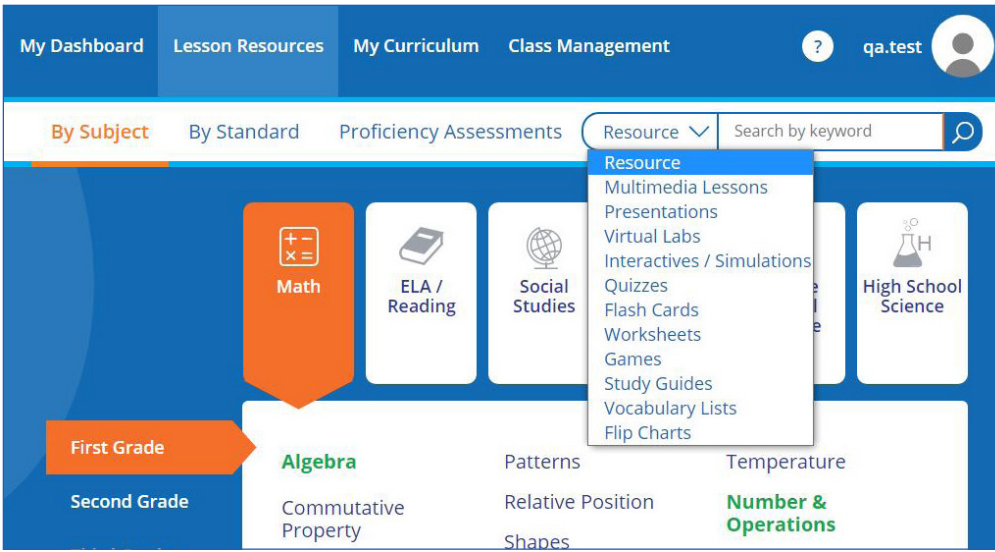 My Dashboard Lesson Resources My Curriculum Class Management ? qa.test
By Subject By Standard Proficiency Assessments Resource Search by keyword
Resource
Multimedia Lessons
Presentations
Virtual Labs
Interactives / Simulations
Quizzes
Flash Cards
Worksheets
Games
Study Guides
Vocabulary Lists
Flip Charts
Math
ELA /
Reading
Social
Studies
High School
Science
First Grade
Second Grade
Algebra
Commutative
Property
Patterns
Relative Position
Shapes
Temperature
Number &
Operations